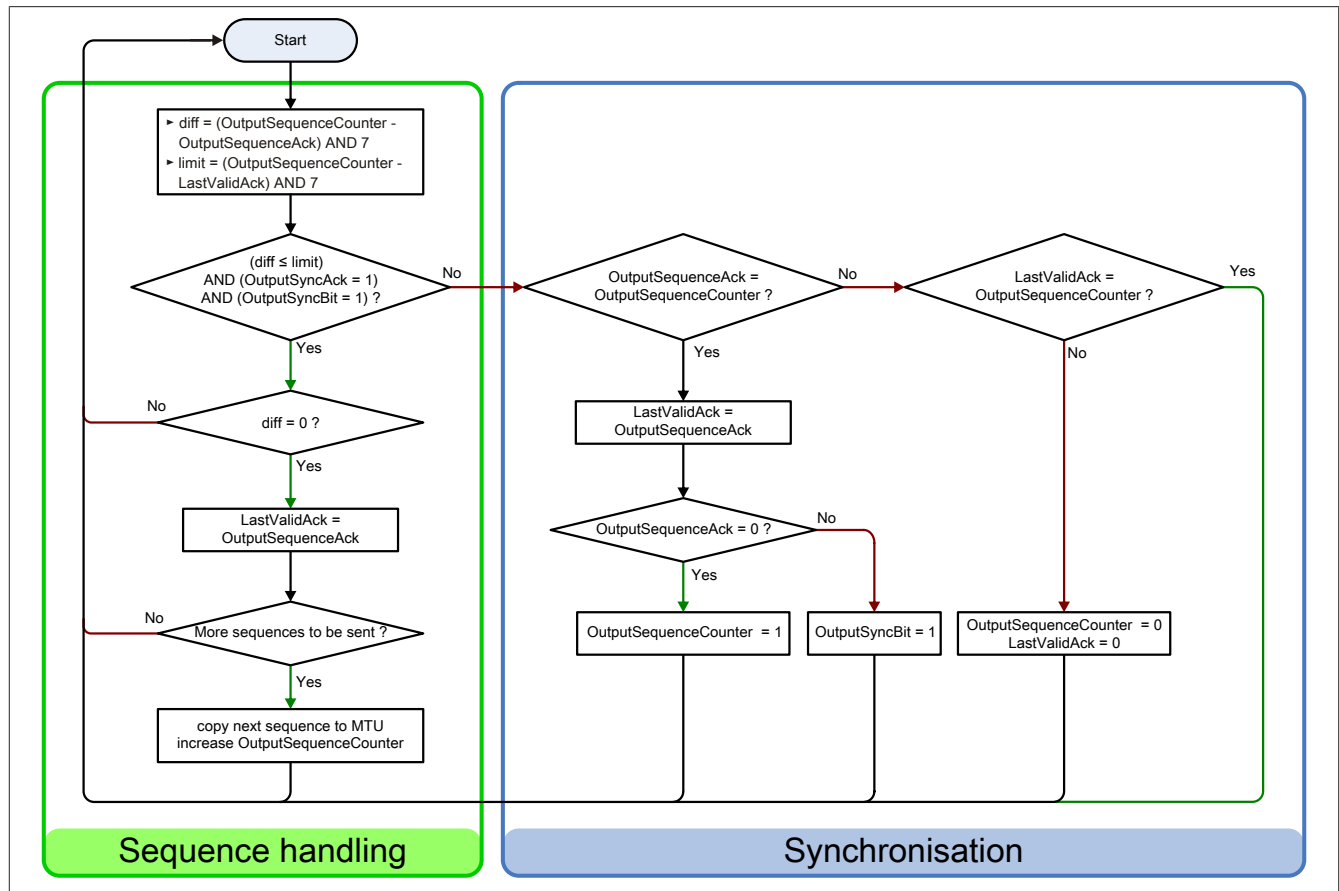 Start
► diff = (OutputSequenceCounter -
OutputSequenceAck) AND 7
► limit = (OutputSequenceCounter -
LastValidAck) AND 7
(diff ≤ limit)
AND (OutputSyncAck = 1)
AND (OutputSyncBit = 1) ?
No
Yes
diff = 0 ?
No
Yes
LastValidAck =
OutputSequenceAck
More sequences to be sent ?
No
Yes
copy next sequence to MTU
increase OutputSequenceCounter
Sequence handling
OutputSequenceAck =
OutputSequenceCounter ?
No
Yes
LastValidAck =
OutputSequenceAck
OutputSequenceAck = 0 ?
No
Yes
OutputSequenceCounter = 1
OutputSyncBit = 1
LastValidAck =
OutputSequenceCounter ?
Yes
No
OutputSequenceCounter = 0
LastValidAck = 0
Synchronisation